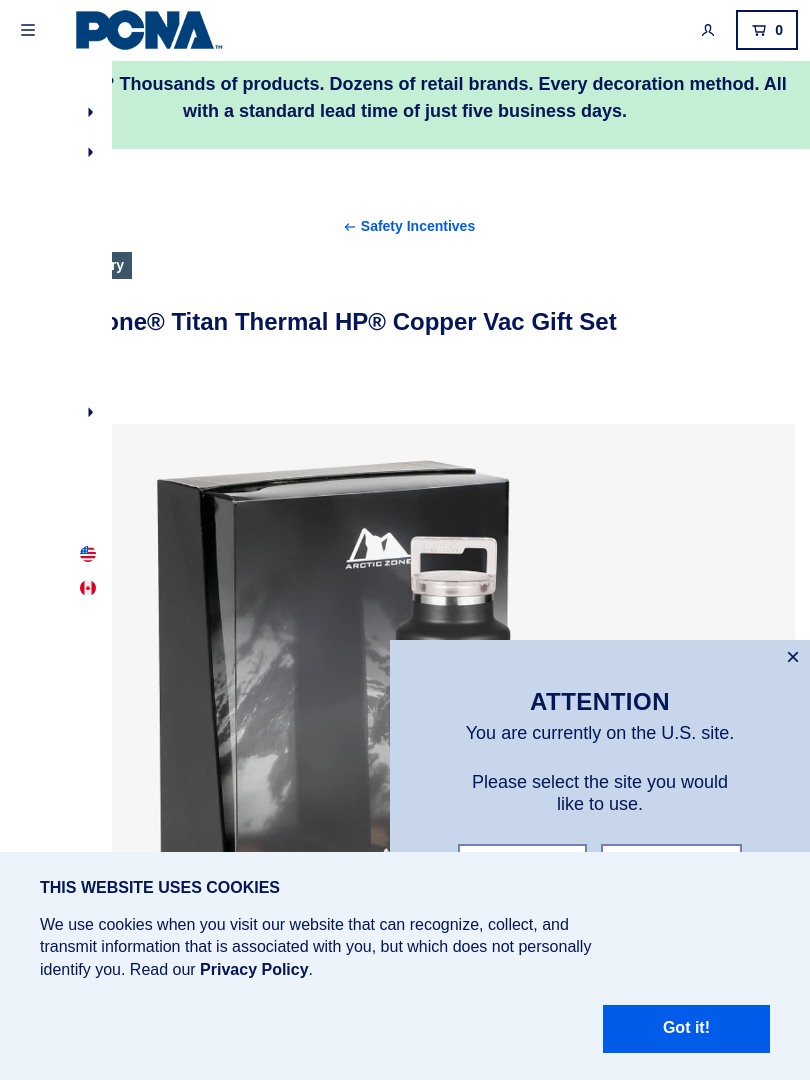 PCNA
0
Thousands of products. Dozens of retail brands. Every decoration method. All
with a standard lead time of just five business days.
← Safety Incentives
one® Titan Thermal HP® Copper Vac Gift Set
ARCTIC ZONE
ATTENTION
You are currently on the U.S. site.
Please select the site you would
like to use.
THIS WEBSITE USES COOKIES
We use cookies when you visit our website that can recognize, collect, and
transmit information that is associated with you, but which does not personally
identify you. Read our Privacy Policy.
Got it!